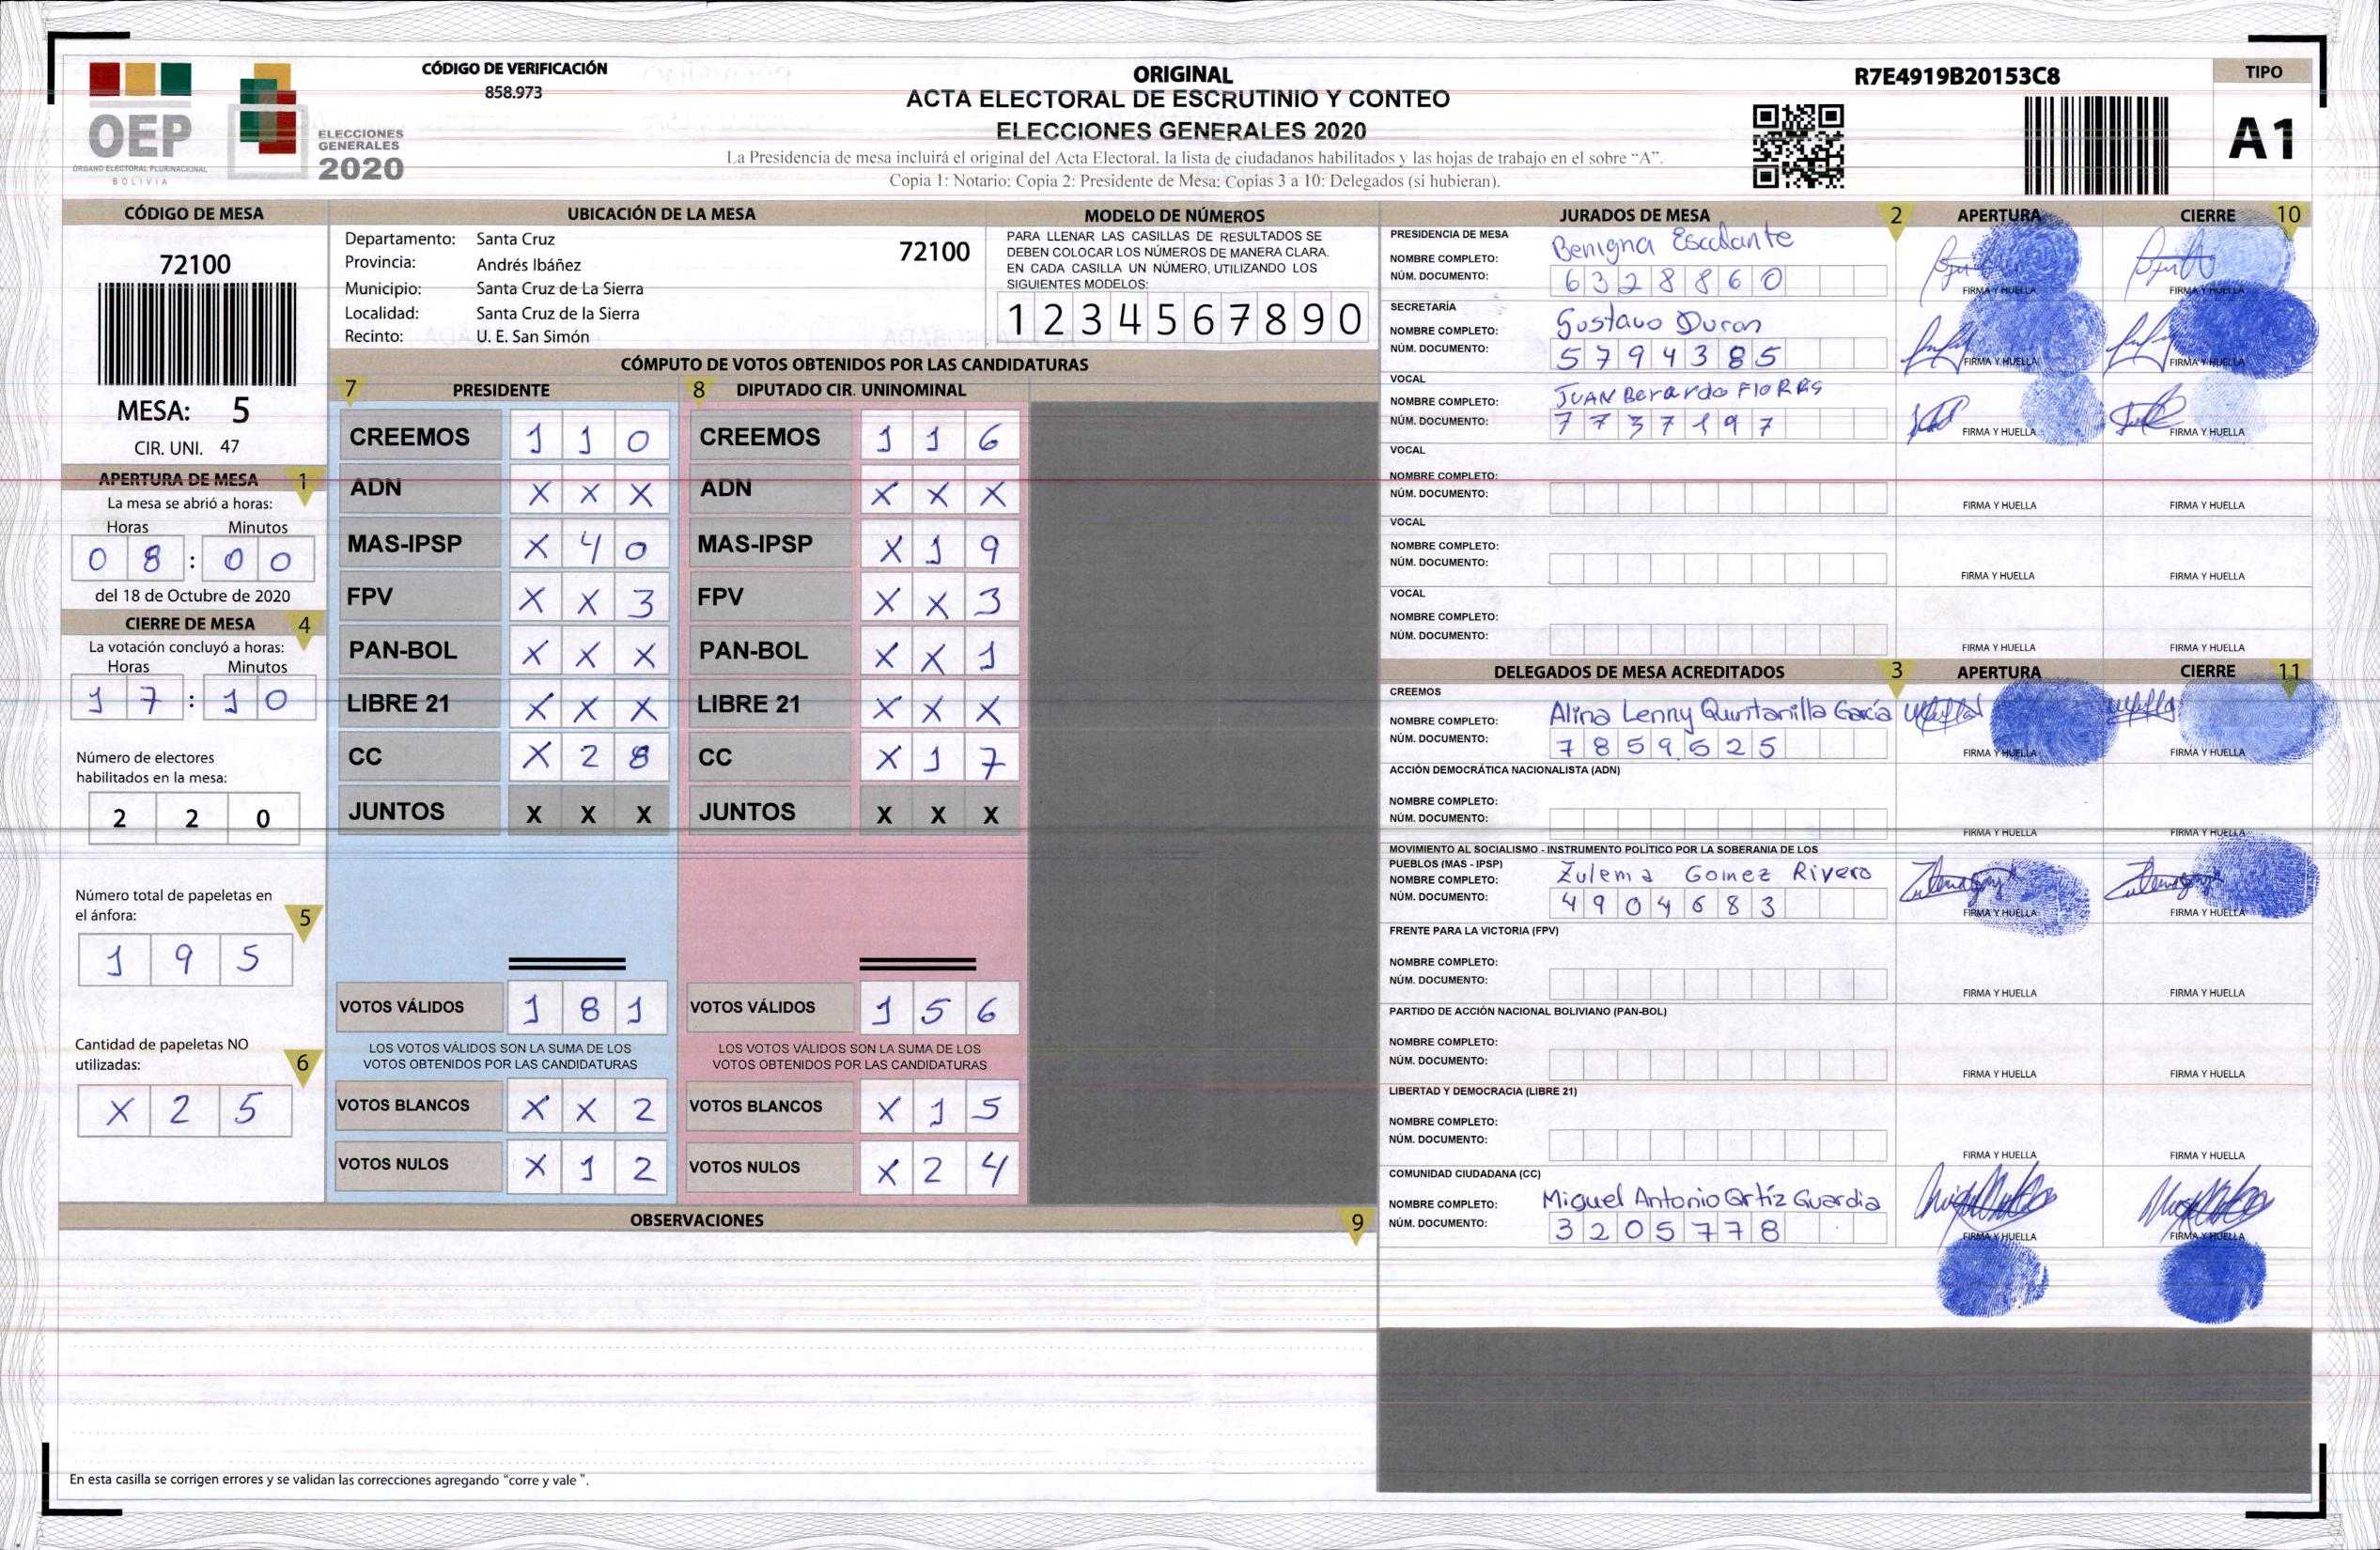 CÓDIGO DE VERIFICACIÓN
858.973
OEP
ÓRGANO ELECTORAL PLURINACIONAL
BOLIVIA
ELECCIONES
GENERALES
2020
ORIGINAL
ACTA ELECTORAL DE ESCRUTINIO Y CONTEO
ELECCIONES GENERALES 2020
La Presidencia de mesa incluirá el original del Acta Electoral, la lista de ciudadanos habilitados y las hojas de trabajo en el sobre “A”.
Copia 1: Notario; Copia 2: Presidente de Mesa; Copias 3 a 10: Delegados (si hubieran).
R7E4919B20153C8
TIPO
A1
CÓDIGO DE MESA
72100
MESA: 5
CIR. UNI. 47
APERTURA DE MESA 1
La mesa se abrió a horas:
Horas Minutos
0 8 : 0 0
del 18 de Octubre de 2020
CIERRE DE MESA 4
La votación concluyó a horas:
Horas Minutos
1 7 : 1 0
Número de electores
habilitados en la mesa:
2 2 0
Número total de papeletas en
el ánfora: 5
1 9 5
Cantidad de papeletas NO
utilizadas: 6
X 2 5
UBICACIÓN DE LA MESA
Departamento: Santa Cruz
72100
Provincia: Andrés Ibáñez
Municipio: Santa Cruz de La Sierra
Localidad: Santa Cruz de la Sierra
Recinto: U. E. San Simón
MODELO DE NÚMEROS
PARA LLENAR LAS CASILLAS DE RESULTADOS SE
DEBEN COLOCAR LOS NÚMEROS DE MANERA CLARA.
EN CADA CASILLA UN NÚMERO, UTILIZANDO LOS
SIGUIENTES MODELOS:
1 2 3 4 5 6 7 8 9 0
CÓMPUTO DE VOTOS OBTENIDOS POR LAS CANDIDATURAS
7 PRESIDENTE
CREEMOS 1 1 0
ADN X X X
MAS-IPSP X 4 0
FPV X X 3
PAN-BOL X X X
LIBRE 21 X X X
CC X 2 8
JUNTOS X X X
VOTOS VÁLIDOS 1 8 1
LOS VOTOS VÁLIDOS SON LA SUMA DE LOS
VOTOS OBTENIDOS POR LAS CANDIDATURAS
VOTOS BLANCOS X X 2
VOTOS NULOS X 1 2
8 DIPUTADO CIR. UNINOMINAL
CREEMOS 1 1 6
ADN X X X
MAS-IPSP X 1 9
FPV X X 3
PAN-BOL X X 1
LIBRE 21 X X X
CC X 1 7
JUNTOS X X X
VOTOS VÁLIDOS 1 5 6
LOS VOTOS VÁLIDOS SON LA SUMA DE LOS
VOTOS OBTENIDOS POR LAS CANDIDATURAS
VOTOS BLANCOS X 1 5
VOTOS NULOS X 2 4
OBSERVACIONES 9
En esta casilla se corrigen errores y se validan las correcciones agregando “corre y vale ”.
JURADOS DE MESA 2 APERTURA CIERRE 10
PRESIDENCIA DE MESA
NOMBRE COMPLETO: Benigna Escalante
NÚM. DOCUMENTO: 6 3 2 8 8 6 0
FIRMA Y HUELLA FIRMA Y HUELLA
SECRETARÍA
NOMBRE COMPLETO: Gustavo Duron
NÚM. DOCUMENTO: 5 7 9 4 3 8 5
FIRMA Y HUELLA FIRMA Y HUELLA
VOCAL
NOMBRE COMPLETO: JUAN Berardo FloRRs
NÚM. DOCUMENTO: 7 7 3 7 1 9 7
FIRMA Y HUELLA FIRMA Y HUELLA
VOCAL
NOMBRE COMPLETO:
NÚM. DOCUMENTO:
FIRMA Y HUELLA FIRMA Y HUELLA
VOCAL
NOMBRE COMPLETO:
NÚM. DOCUMENTO:
FIRMA Y HUELLA FIRMA Y HUELLA
VOCAL
NOMBRE COMPLETO:
NÚM. DOCUMENTO:
FIRMA Y HUELLA FIRMA Y HUELLA
DELEGADOS DE MESA ACREDITADOS 3 APERTURA CIERRE 11
CREEMOS
NOMBRE COMPLETO: Alina Lenny Quintanilla García
NÚM. DOCUMENTO: 7 8 5 9 5 2 5
FIRMA Y HUELLA FIRMA Y HUELLA
ACCIÓN DEMOCRÁTICA NACIONALISTA (ADN)
NOMBRE COMPLETO:
NÚM. DOCUMENTO:
FIRMA Y HUELLA FIRMA Y HUELLA
MOVIMIENTO AL SOCIALISMO - INSTRUMENTO POLÍTICO POR LA SOBERANIA DE LOS
PUEBLOS (MAS - IPSP)
NOMBRE COMPLETO: Zulema Gomez Rivero
NÚM. DOCUMENTO: 4 9 0 4 6 8 3
FIRMA Y HUELLA FIRMA Y HUELLA
FRENTE PARA LA VICTORIA (FPV)
NOMBRE COMPLETO:
NÚM. DOCUMENTO:
FIRMA Y HUELLA FIRMA Y HUELLA
PARTIDO DE ACCIÓN NACIONAL BOLIVIANO (PAN-BOL)
NOMBRE COMPLETO:
NÚM. DOCUMENTO:
FIRMA Y HUELLA FIRMA Y HUELLA
LIBERTAD Y DEMOCRACIA (LIBRE 21)
NOMBRE COMPLETO:
NÚM. DOCUMENTO:
FIRMA Y HUELLA FIRMA Y HUELLA
COMUNIDAD CIUDADANA (CC)
NOMBRE COMPLETO: Miguel Antonio Ortíz Guardia
NÚM. DOCUMENTO: 3 2 0 5 7 7 8
FIRMA Y HUELLA FIRMA Y HUELLA